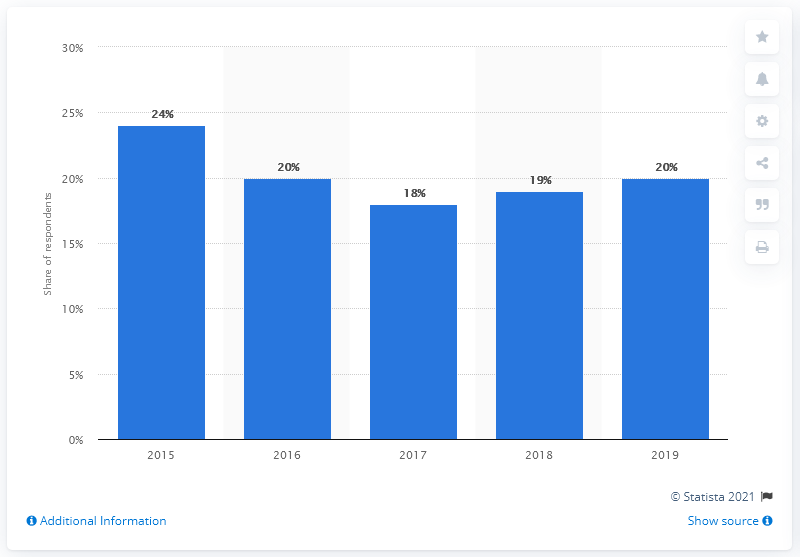 30%
25%
20%
15%
10%
5%
0%
Share of respondents
24%
20%
18%
19%
20%
2015 2016 2017 2018 2019
© Statista 2021
Additional Information
Show source